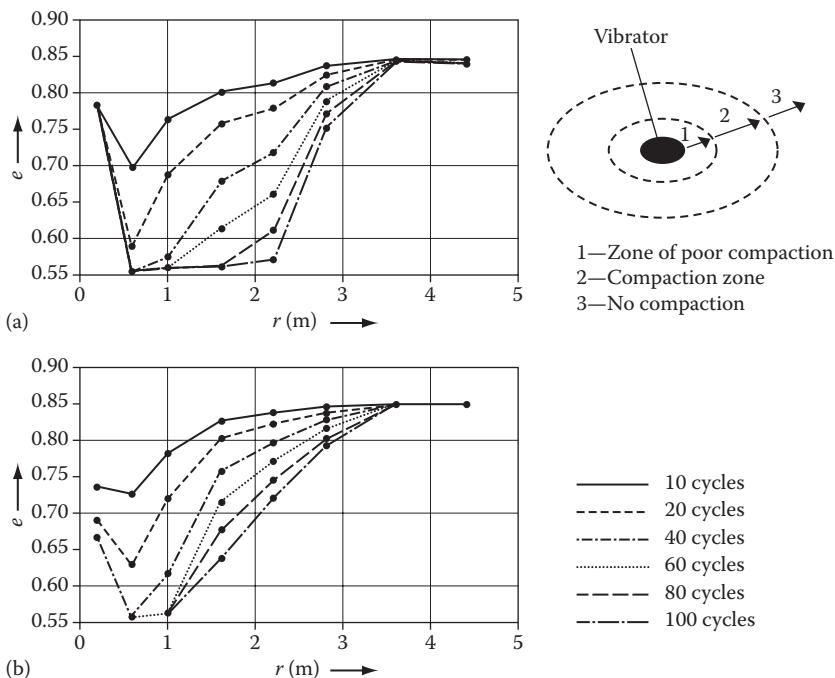 0.90
0.85
0.80
0.75
0.70
0.65
0.60
0.55
e
0 1 2 3 4 5
r (m)
(a)
Vibrator
1 2 3
1—Zone of poor compaction
2—Compaction zone
3—No compaction
0.90
0.85
0.80
0.75
0.70
0.65
0.60
0.55
e
0 1 2 3 4 5
r (m)
(b)
10 cycles
20 cycles
40 cycles
60 cycles
80 cycles
100 cycles